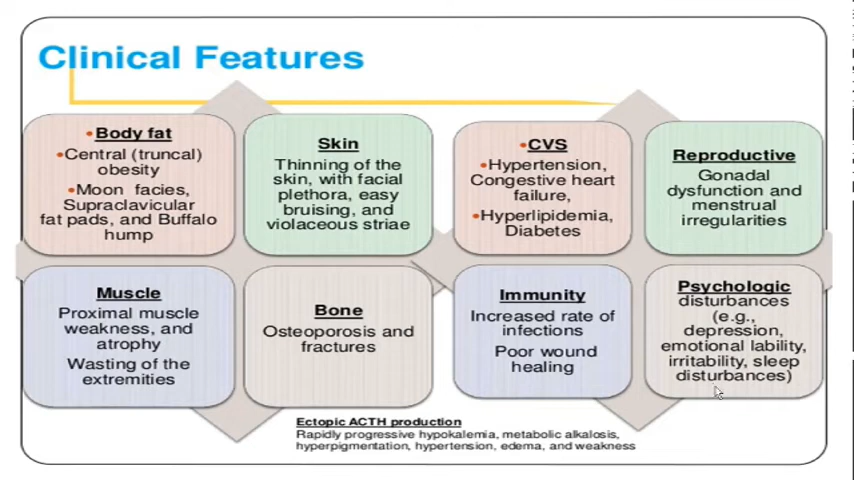 Clinical Features
•Body fat
•Central (truncal)
obesity
•Moon facies,
Supraclavicular
fat pads, and Buffalo
hump
Skin
Thinning of the
skin, with facial
plethora, easy
bruising, and
violaceous striae
•CVS
•Hypertension,
Congestive heart
failure,
•Hyperlipidemia,
Diabetes
Reproductive
Gonadal
dysfunction and
menstrual
irregularities
Muscle
Proximal muscle
weakness, and
atrophy
Wasting of the
extremities
Bone
Osteoporosis and
fractures
Immunity
Increased rate of
infections
Poor wound
healing
Psychologic
disturbances
(e.g.,
depression,
emotional lability,
irritability, sleep
disturbances)
Ectopic ACTH production
Rapidly progressive hypokalemia, metabolic alkalosis,
hyperpigmentation, hypertension, edema, and weakness